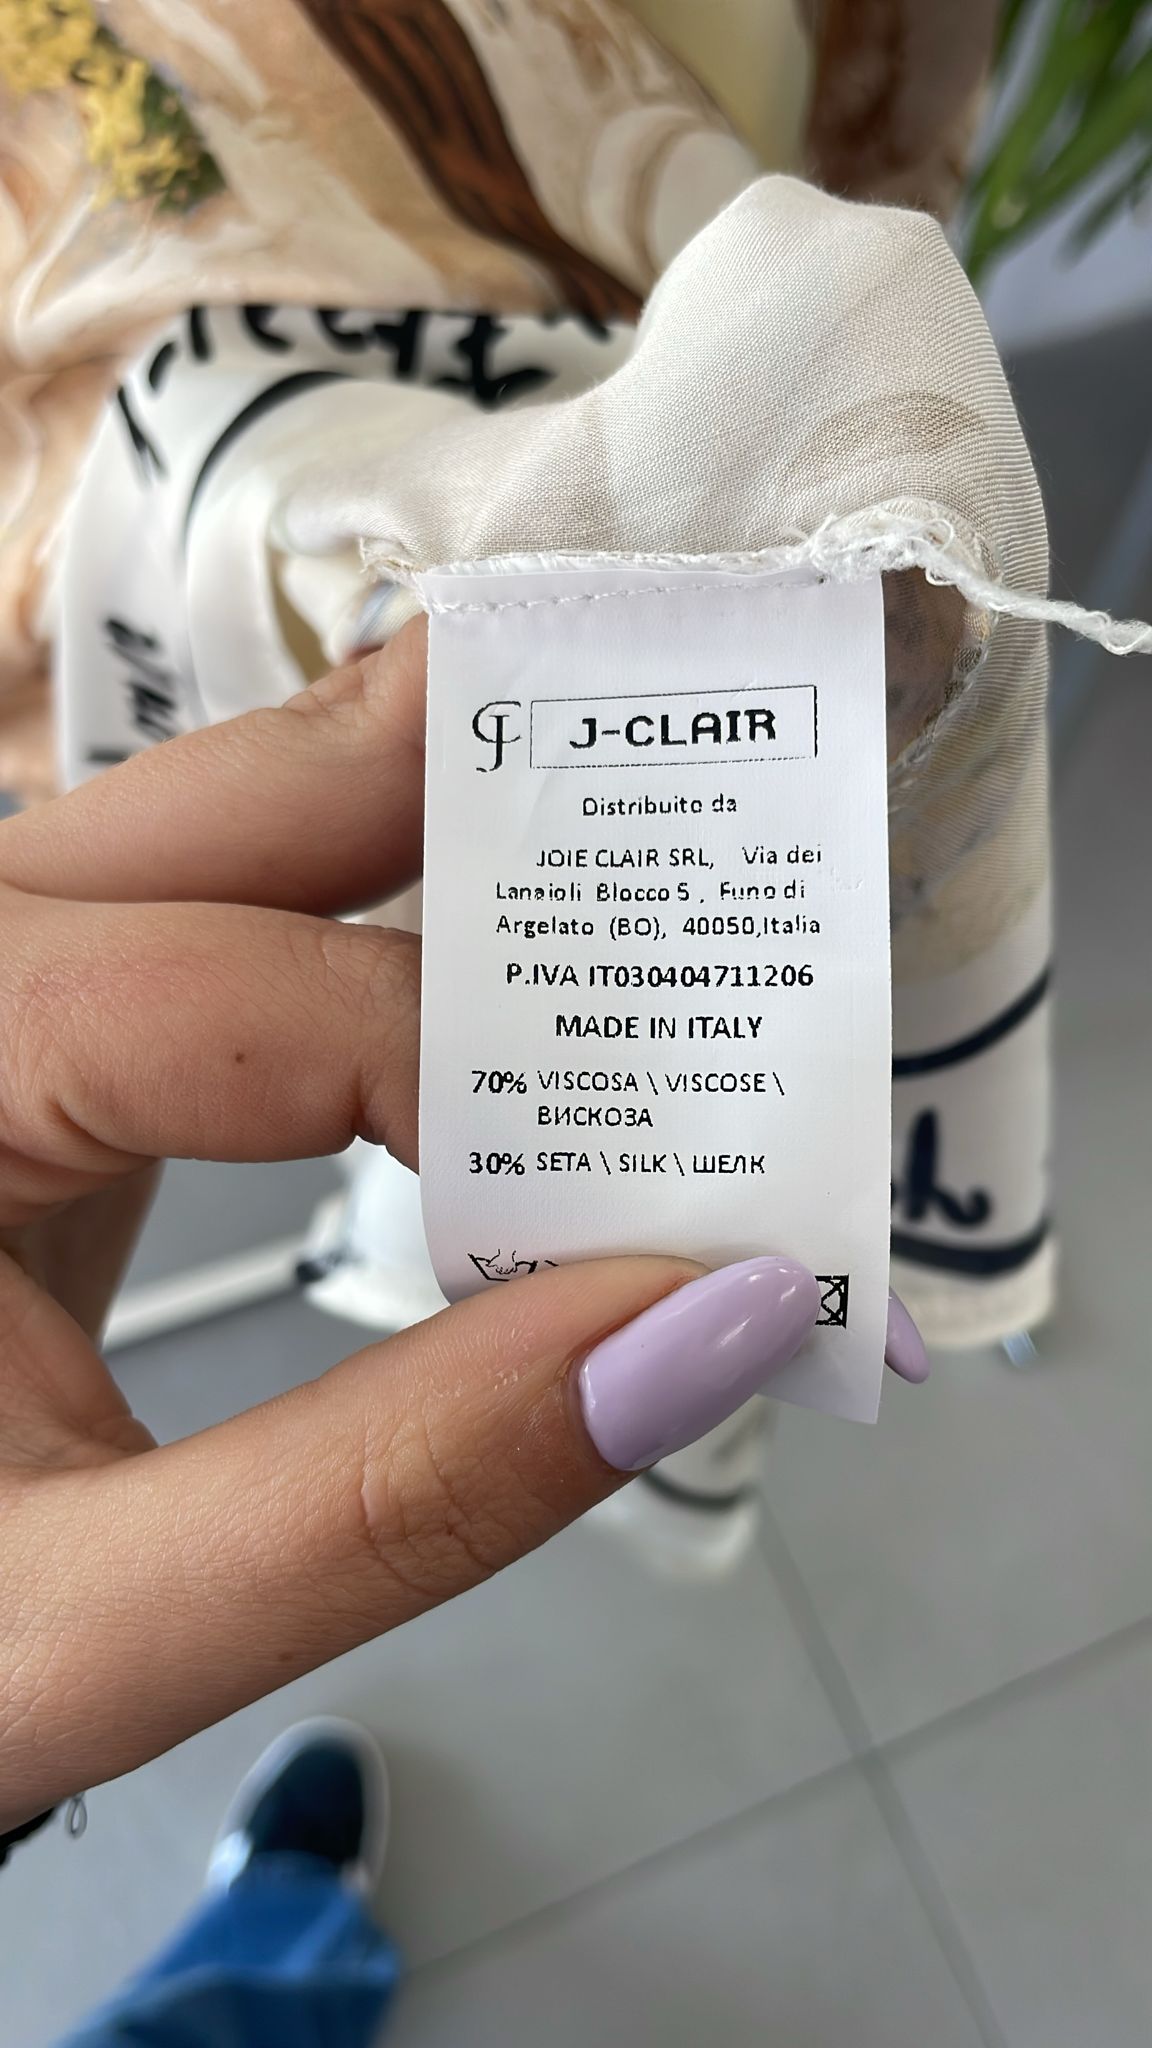 J-CLAIR
Distribuito da
JOIE CLAIR SRL, Via dei
Lanaioli Blocco 5 , Funo di
Argelato (BO), 40050,Italia
P.IVA IT030404711206
MADE IN ITALY
70% VISCOSA \ VISCOSE \
ВИСКОЗА
30% SETA \ SILK \ ШЕЛК